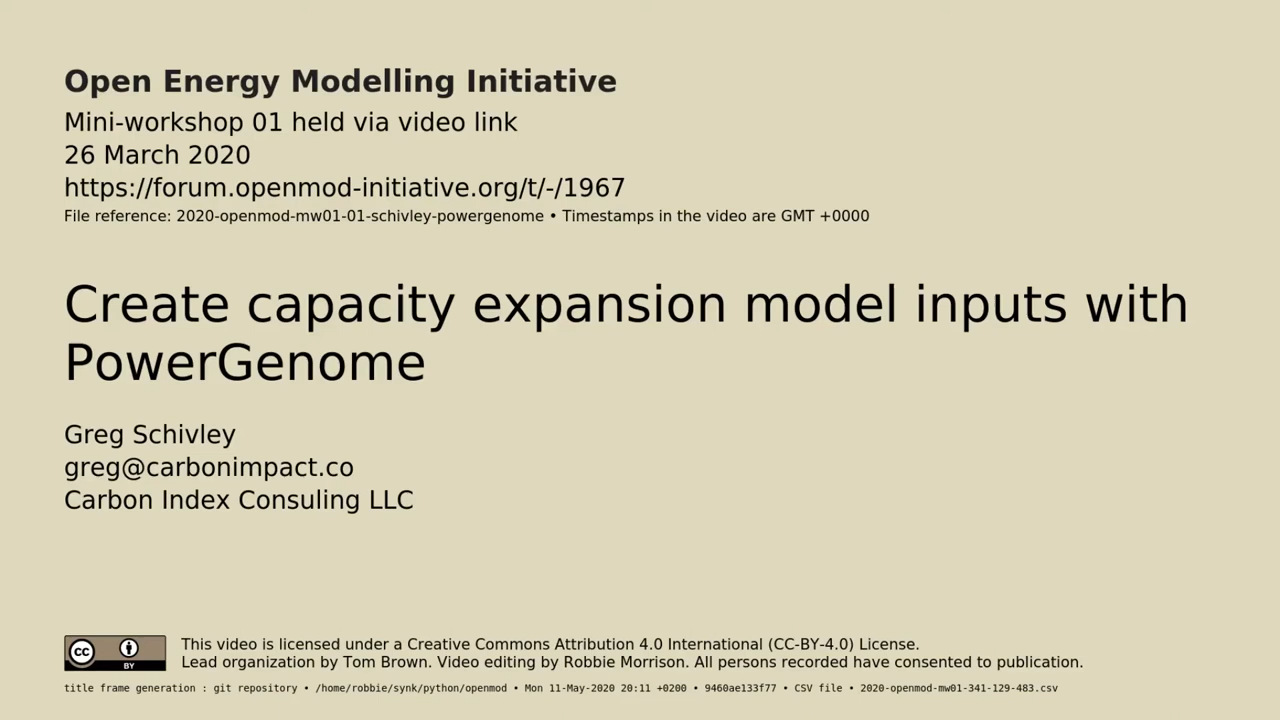 Open Energy Modelling Initiative
Mini-workshop 01 held via video link
26 March 2020
https://forum.openmod-initiative.org/t/-/1967
File reference: 2020-openmod-mw01-01-schivley-powergenome • Timestamps in the video are GMT +0000
Create capacity expansion model inputs with
PowerGenome
Greg Schivley
greg@carbonimpact.co
Carbon Index Consuling LLC
cc BY
This video is licensed under a Creative Commons Attribution 4.0 International (CC-BY-4.0) License.
Lead organization by Tom Brown. Video editing by Robbie Morrison. All persons recorded have consented to publication.
title frame generation : git repository • /home/robbie/synk/python/openmod • Mon 11-May-2020 20:11 +0200 • 9460ae133f77 • CSV file • 2020-openmod-mw01-341-129-483.csv